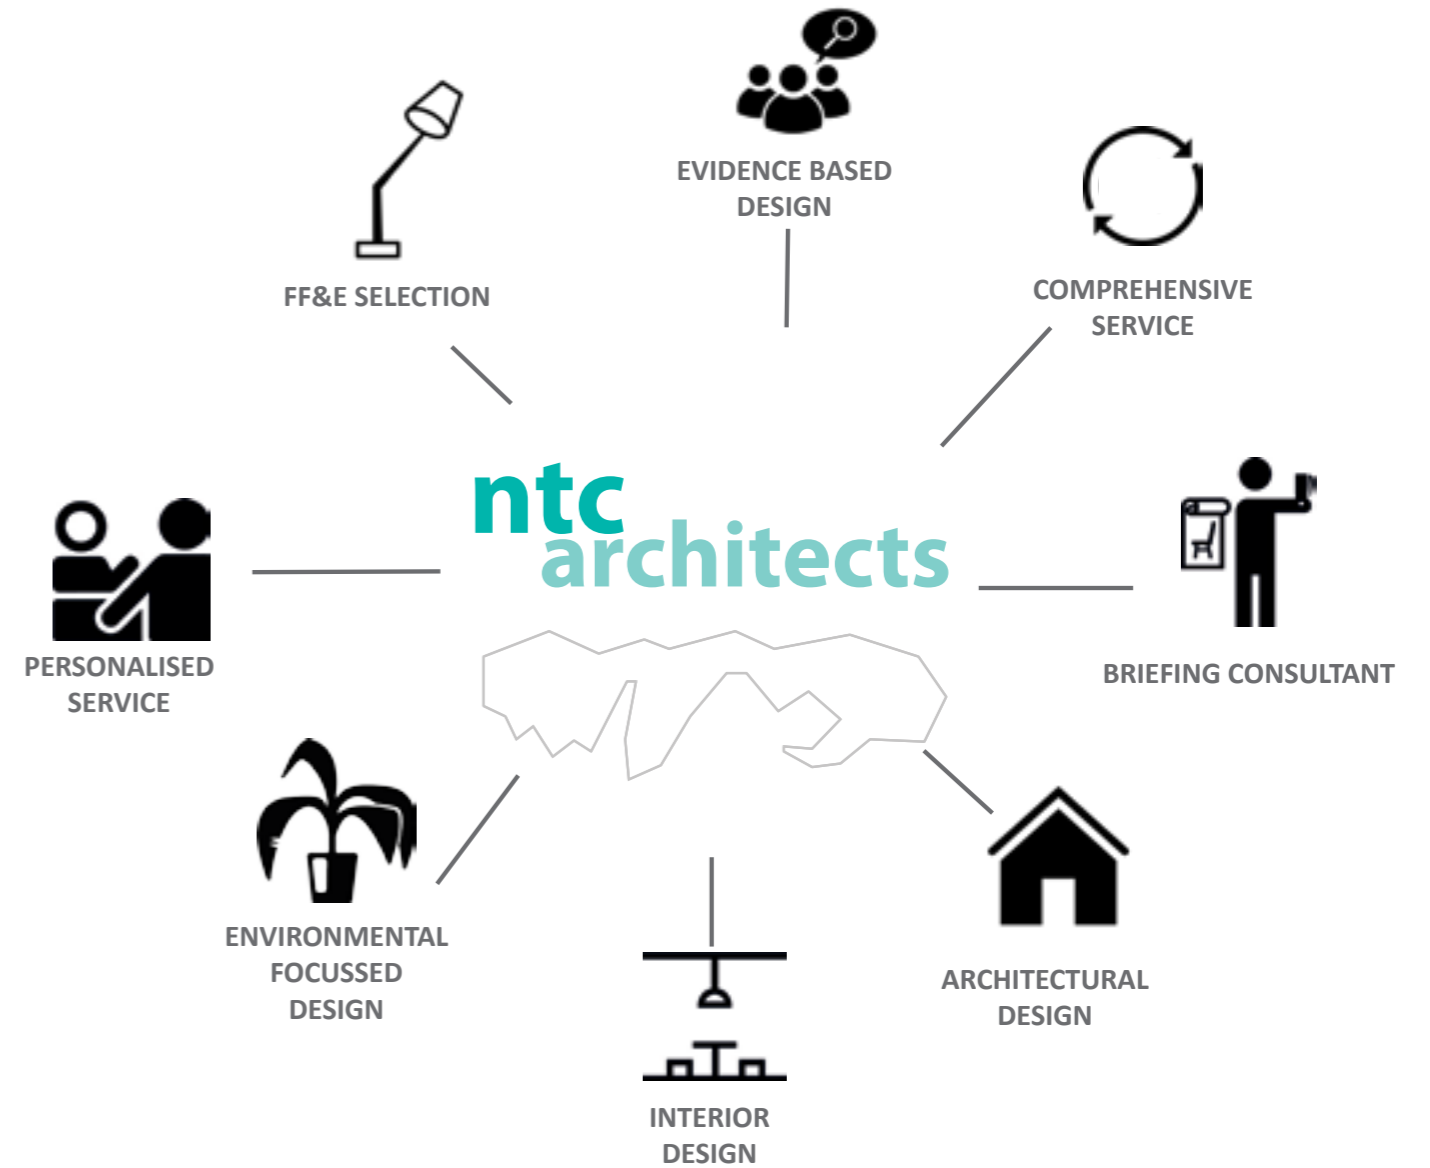 EVIDENCE BASED
DESIGN
FF&E SELECTION
COMPREHENSIVE
SERVICE
ntc
architects
PERSONALISED
SERVICE
BRIEFING CONSULTANT
ENVIRONMENTAL
FOCUSSED
DESIGN
ARCHITECTURAL
DESIGN
INTERIOR
DESIGN